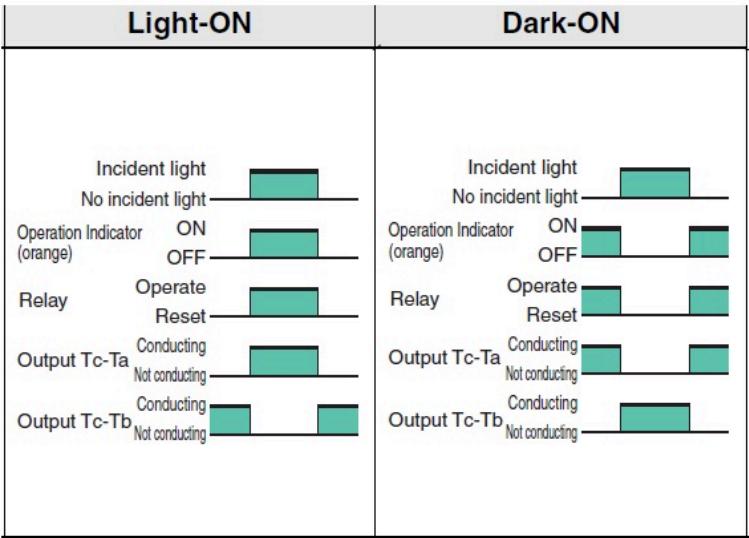 Light-ON
Incident light
No incident light
Operation Indicator
(orange)
ON
OFF
Relay
Operate
Reset
Output Tc-Ta
Conducting
Not conducting
Output Tc-Tb
Conducting
Not conducting
Dark-ON
Incident light
No incident light
Operation Indicator
(orange)
ON
OFF
Relay
Operate
Reset
Output Tc-Ta
Conducting
Not conducting
Output Tc-Tb
Conducting
Not conducting